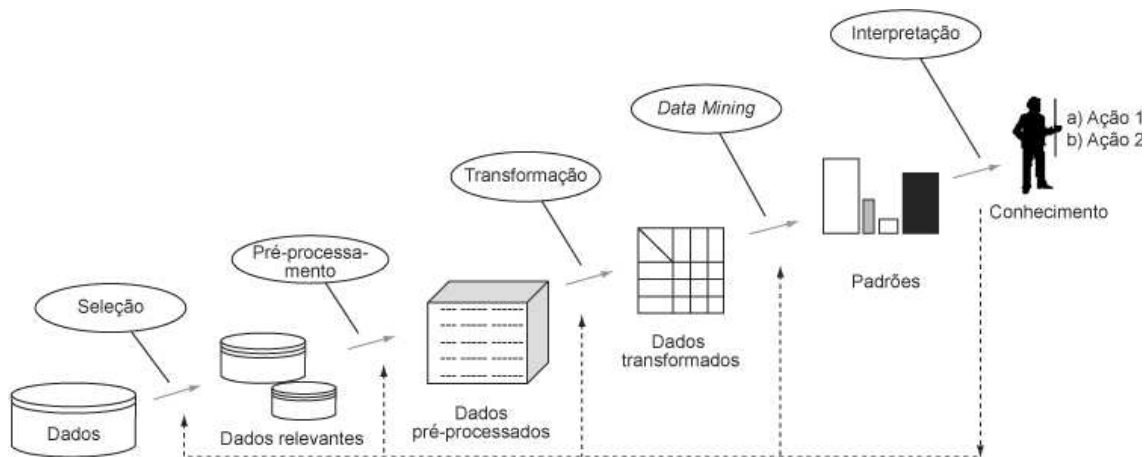 Interpretação
a) Ação 1
b) Ação 2
Data Mining
Transformação
Conhecimento
Pré-processa-
mento
Padrões
Seleção
Dados
transformados
Dados
pré-processados
Dados relevantes
Dados